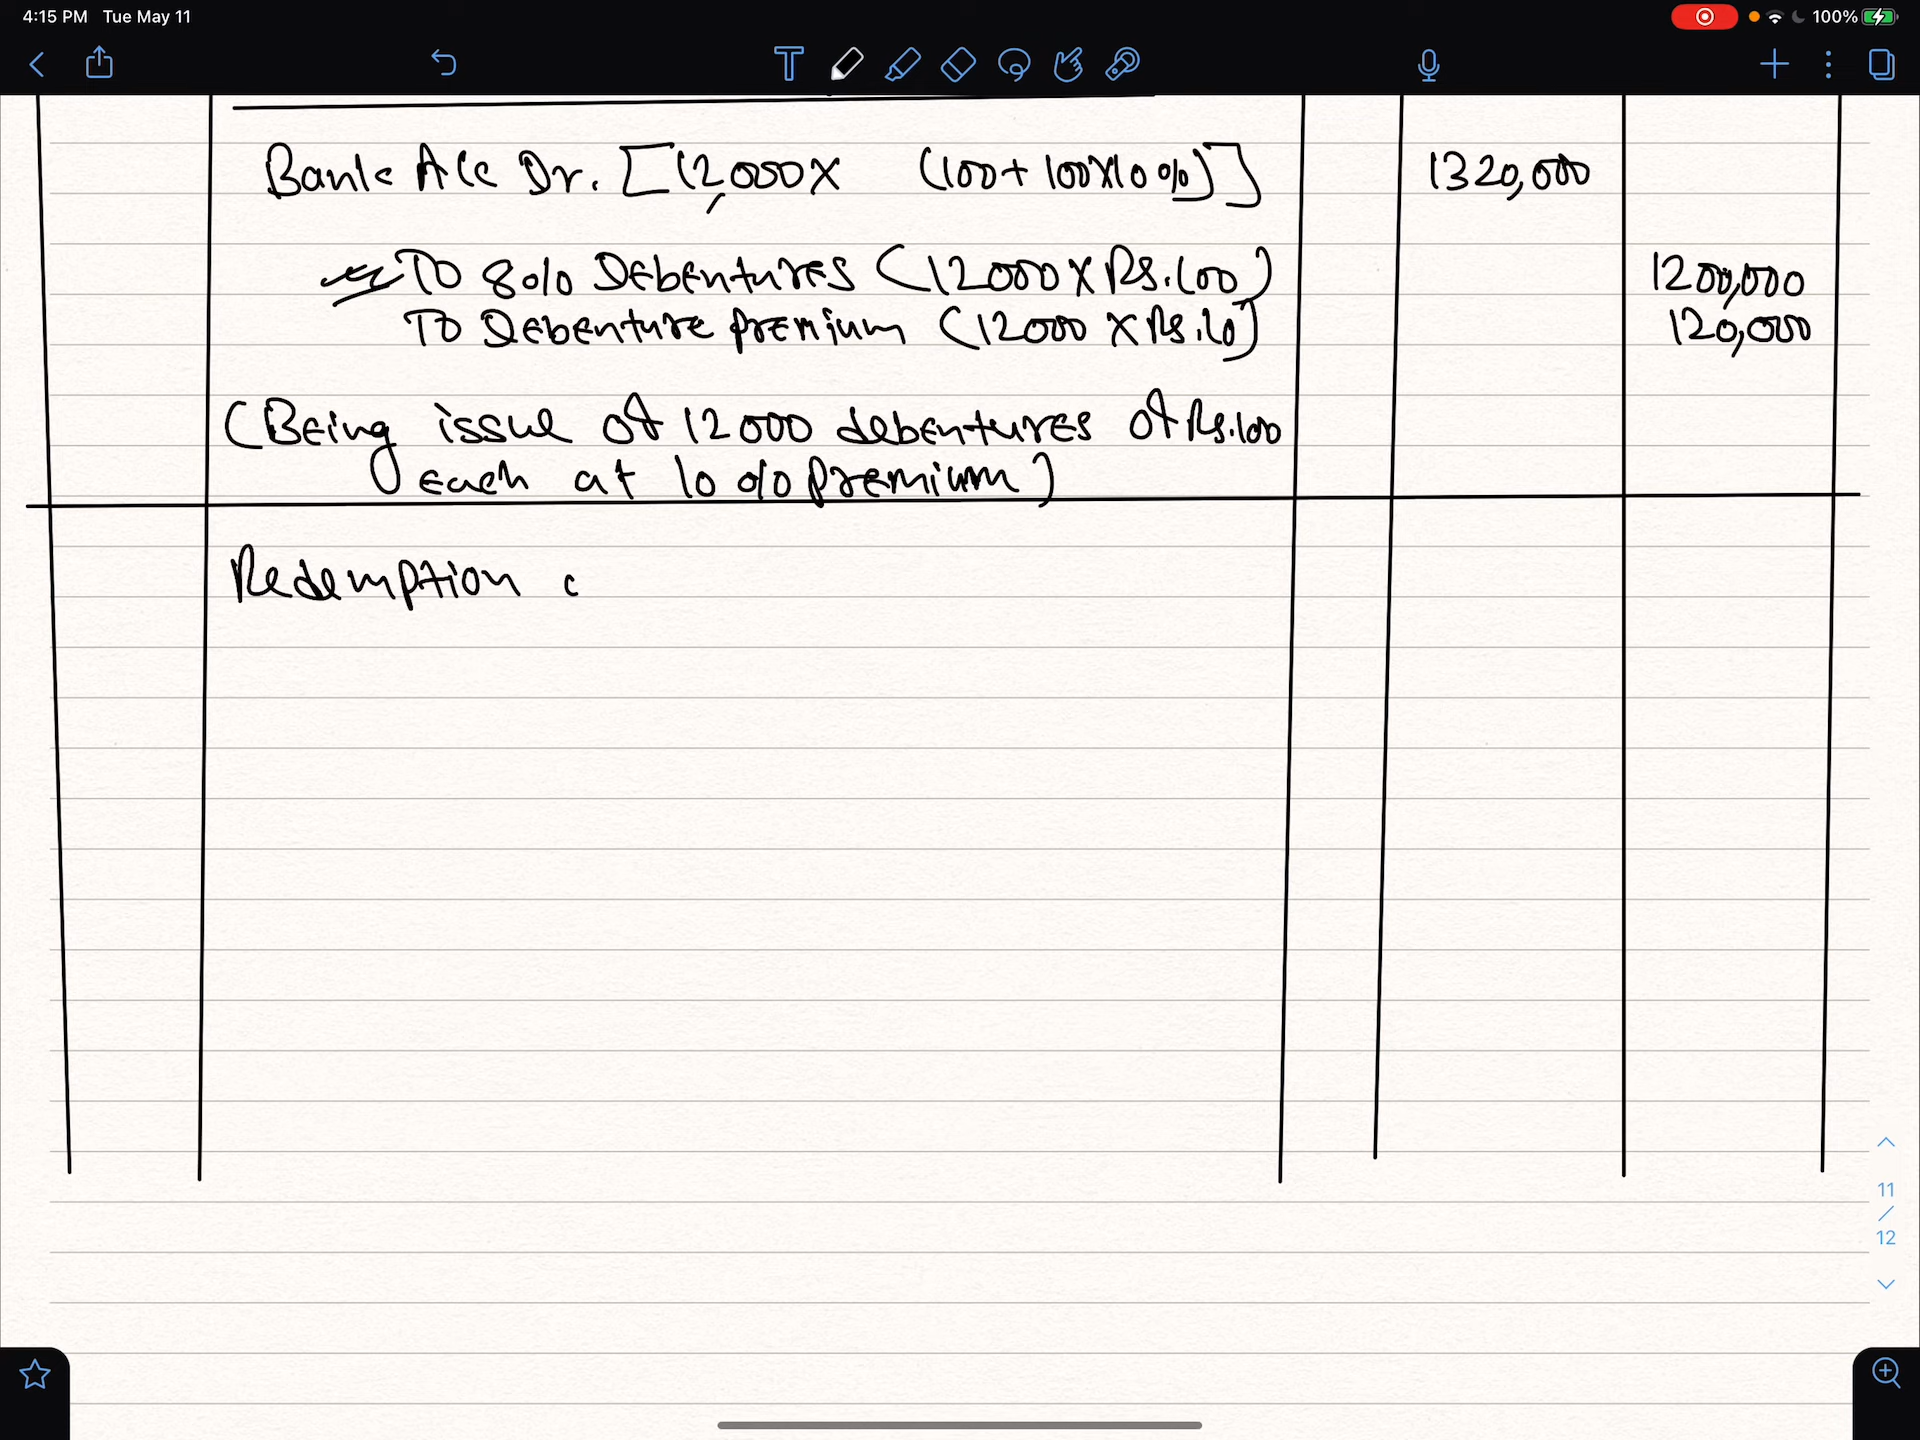 4:15 PM Tue May 11
100%
Bank A/c Dr. [12,000 X (100+100X10%)] 1320,000
To 8% Debentures (12000 X Rs.100) 1200,000
To Debenture premium (12000 X Rs.10) 120,000
(Being issue of 12000 debentures of Rs.100
each at 10% premium)
Redemption
11
/
12